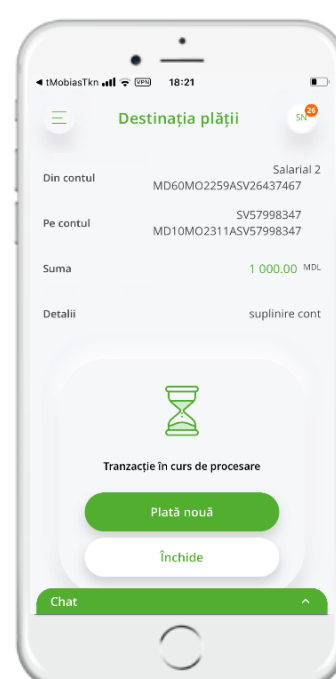 tMobiasTkn VPN 18:21
Destinația plății
SN
26
Din contul
Salarial 2
MD60MO2259ASV26437467
Pe contul
SV57998347
MD10MO2311ASV57998347
Suma
1 000.00 MDL
Detalii
suplinire cont
Tranzacție în curs de procesare
Plată nouă
Închide
Chat